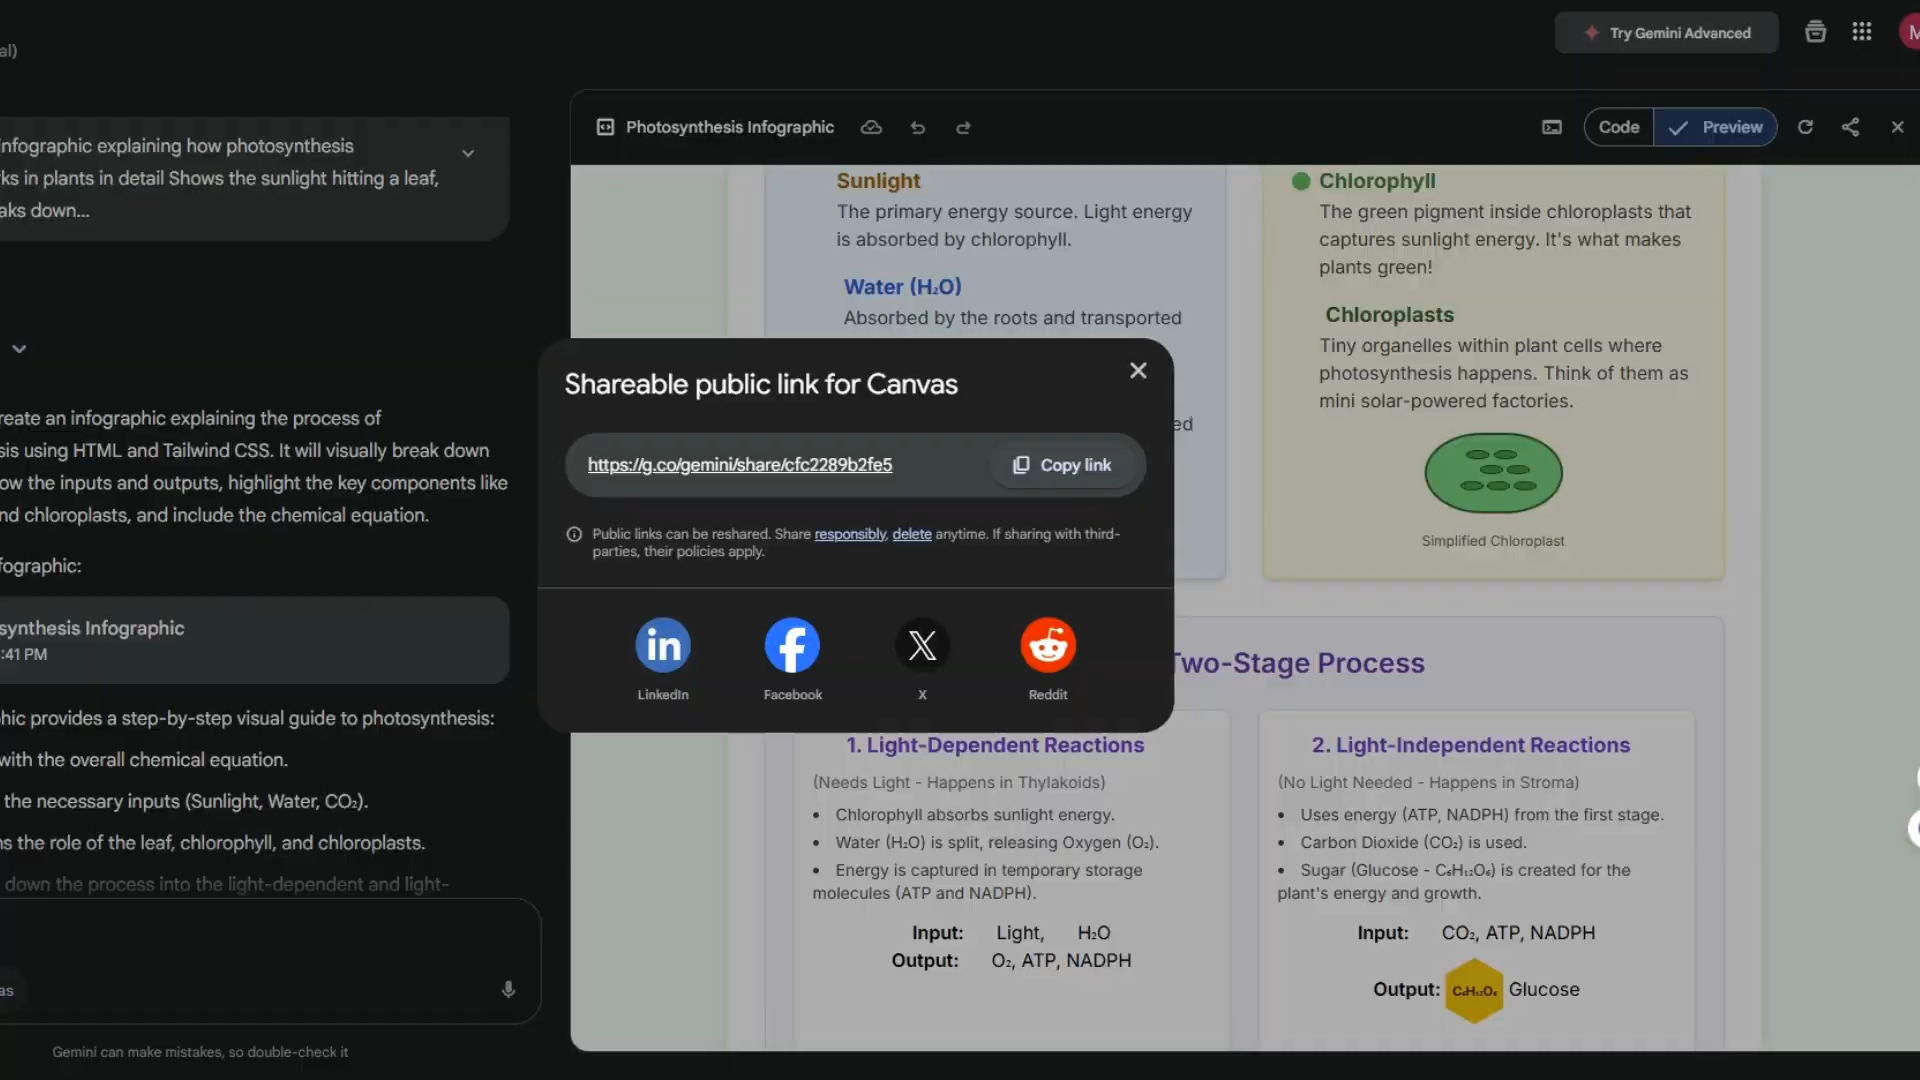 al)
Try Gemini Advanced
M
nfographic explaining how photosynthesis
ks in plants in detail Shows the sunlight hitting a leaf,
aks down...
reate an infographic explaining the process of
sis using HTML and Tailwind CSS. It will visually break down
ow the inputs and outputs, highlight the key components like
nd chloroplasts, and include the chemical equation.
fographic:
synthesis Infographic
:41 PM
hic provides a step-by-step visual guide to photosynthesis:
with the overall chemical equation.
the necessary inputs (Sunlight, Water, CO₂).
ns the role of the leaf, chlorophyll, and chloroplasts.
down the process into the light-dependent and light-
as
Gemini can make mistakes, so double-check it
Photosynthesis Infographic
Code
Preview
Sunlight
The primary energy source. Light energy
is absorbed by chlorophyll.
Water (H₂O)
Absorbed by the roots and transported
ed
Chlorophyll
The green pigment inside chloroplasts that
captures sunlight energy. It's what makes
plants green!
Chloroplasts
Tiny organelles within plant cells where
photosynthesis happens. Think of them as
mini solar-powered factories.
Simplified Chloroplast
Shareable public link for Canvas
https://g.co/gemini/share/cfc2289b2fe5
Copy link
Public links can be reshared. Share responsibly, delete anytime. If sharing with third-
parties, their policies apply.
in
LinkedIn
Facebook
X
Reddit
Two-Stage Process
1. Light-Dependent Reactions
(Needs Light - Happens in Thylakoids)
• Chlorophyll absorbs sunlight energy.
• Water (H₂O) is split, releasing Oxygen (O₂).
• Energy is captured in temporary storage
molecules (ATP and NADPH).
Input: Light, H₂O
Output: O₂, ATP, NADPH
2. Light-Independent Reactions
(No Light Needed - Happens in Stroma)
• Uses energy (ATP, NADPH) from the first stage.
• Carbon Dioxide (CO₂) is used.
• Sugar (Glucose - C₆H₁₂O₆) is created for the
plant's energy and growth.
Input: CO₂, ATP, NADPH
Output: C₆H₁₂O₆ Glucose